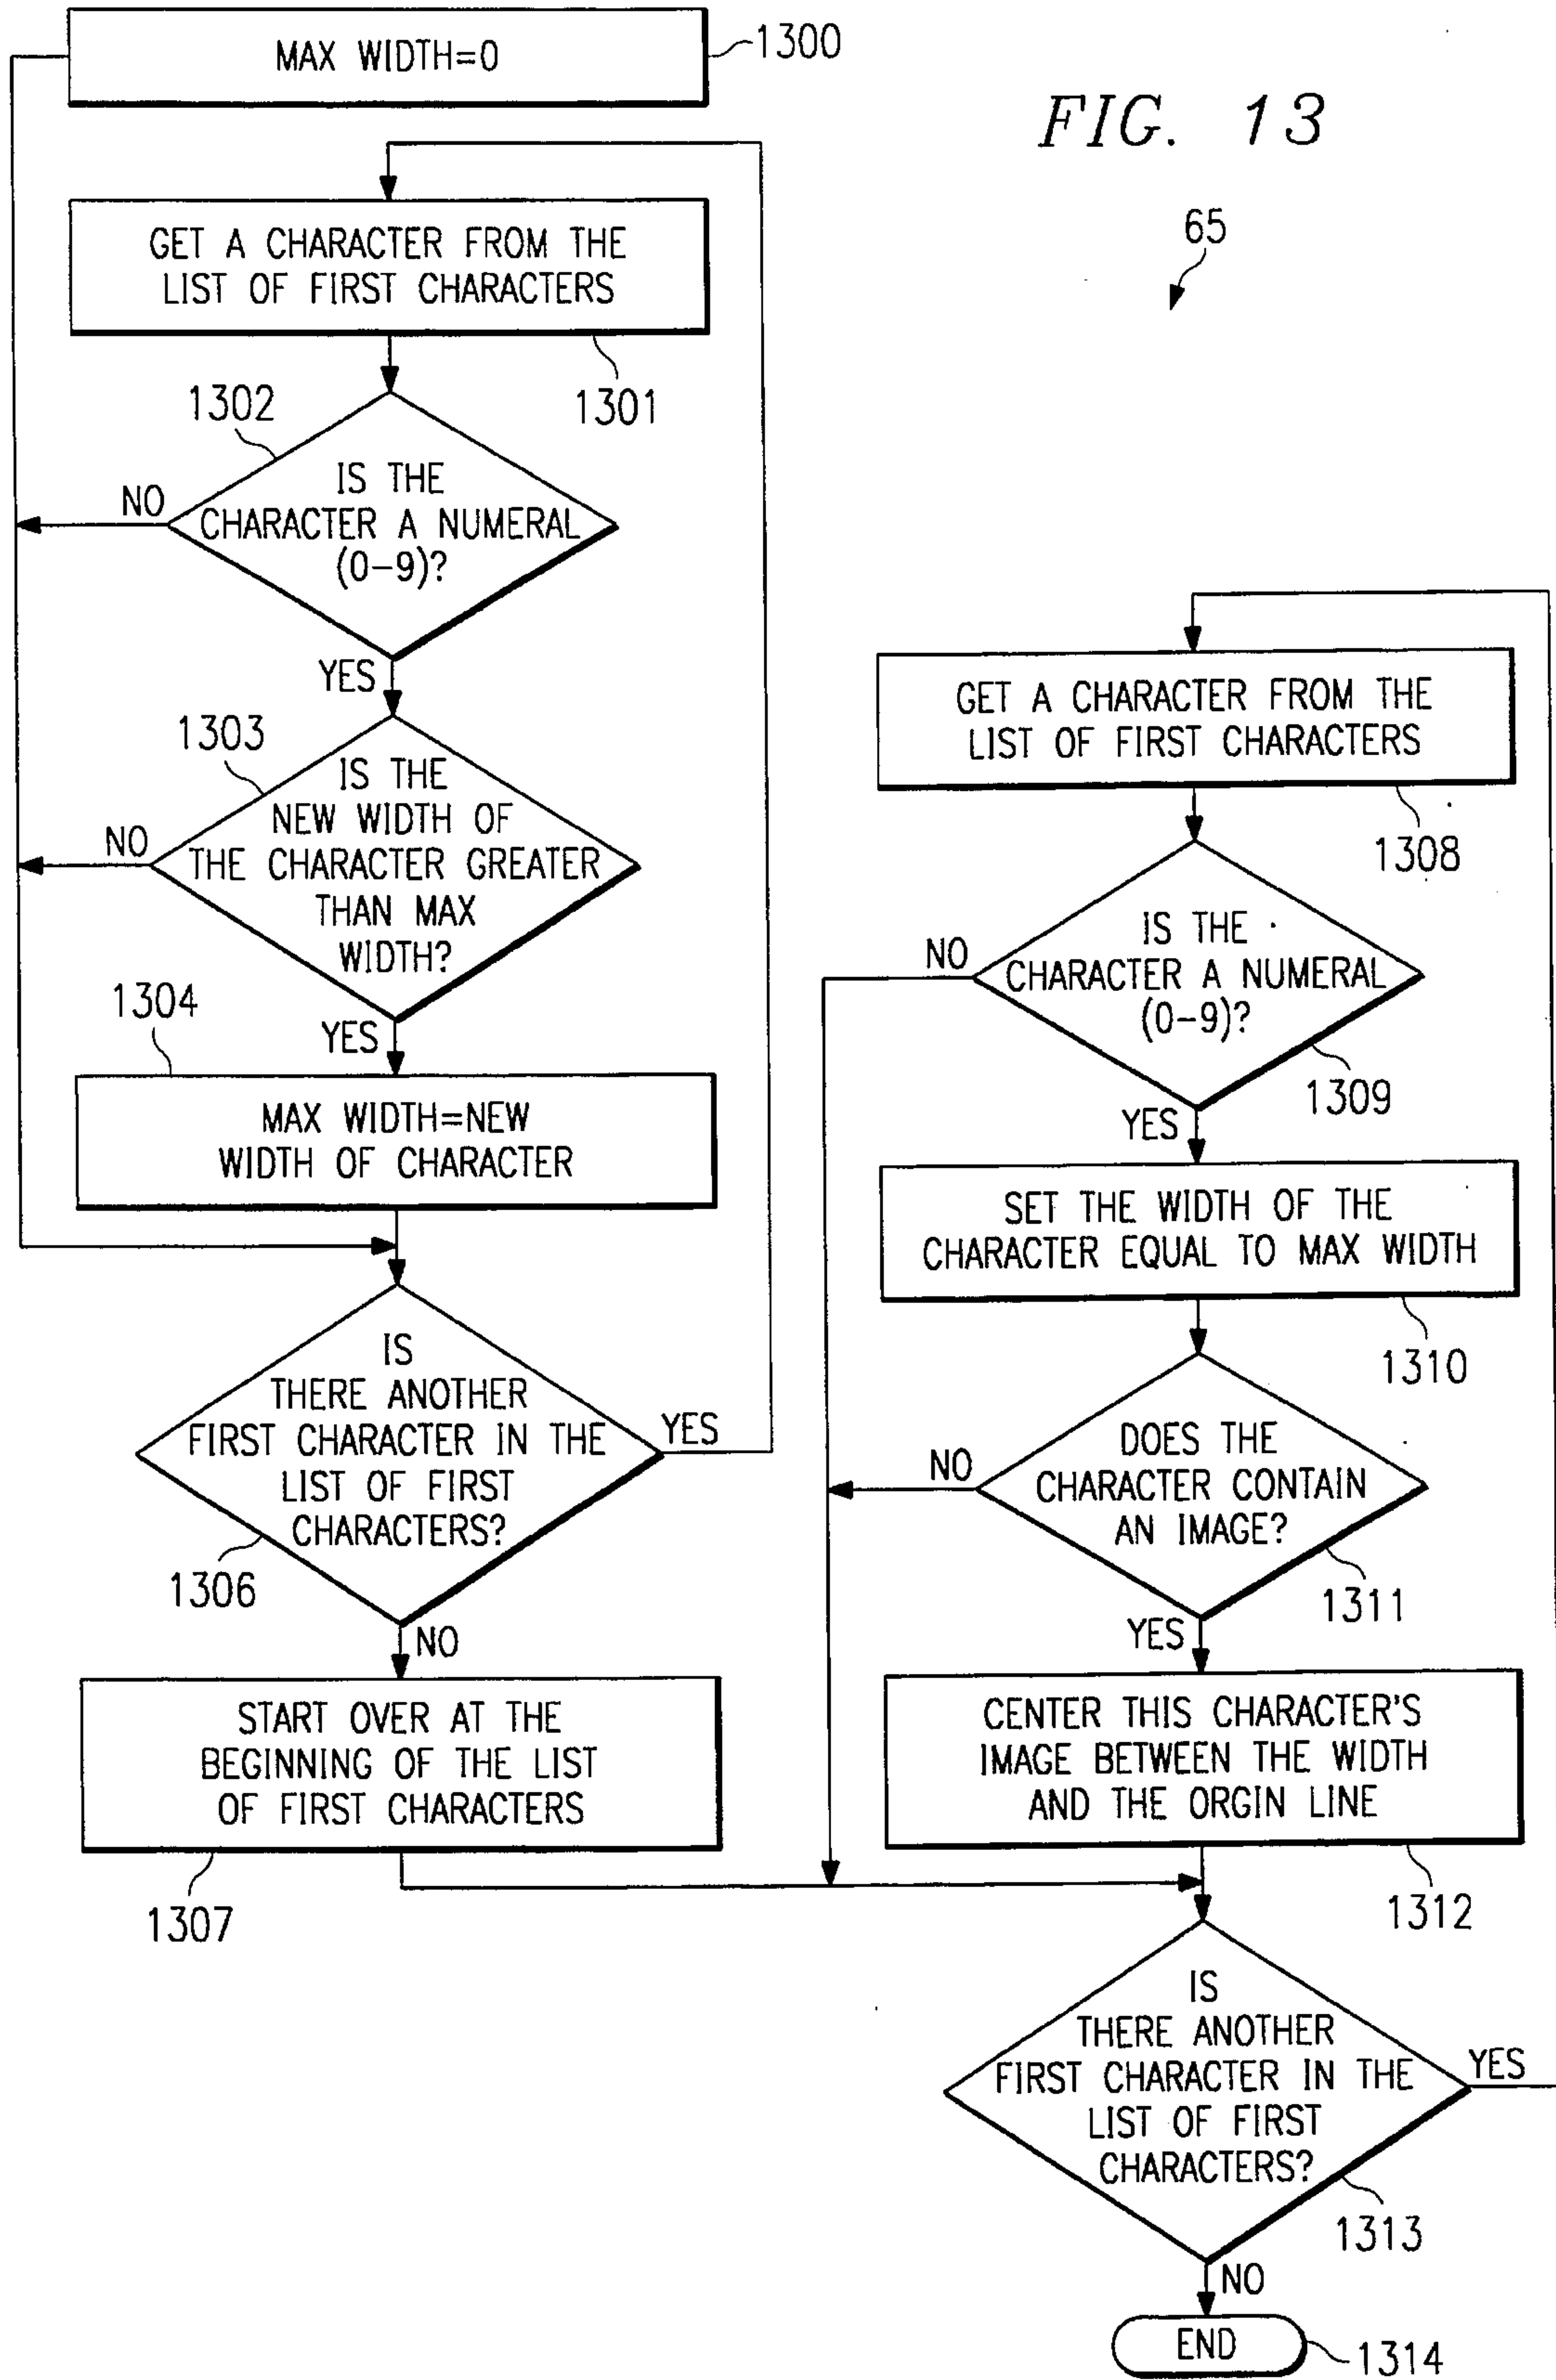 MAX WIDTH=0
1300
FIG. 13
65
GET A CHARACTER FROM THE
LIST OF FIRST CHARACTERS
1301
1302
IS THE
CHARACTER A NUMERAL
(0-9)?
NO
YES
1303
IS THE
NEW WIDTH OF
THE CHARACTER GREATER
THAN MAX
WIDTH?
NO
YES
1304
MAX WIDTH=NEW
WIDTH OF CHARACTER
IS
THERE ANOTHER
FIRST CHARACTER IN THE
LIST OF FIRST
CHARACTERS?
YES
1306
NO
START OVER AT THE
BEGINNING OF THE LIST
OF FIRST CHARACTERS
1307
GET A CHARACTER FROM THE
LIST OF FIRST CHARACTERS
1308
IS THE
CHARACTER A NUMERAL
(0-9)?
NO
1309
YES
SET THE WIDTH OF THE
CHARACTER EQUAL TO MAX WIDTH
1310
DOES THE
CHARACTER CONTAIN
AN IMAGE?
NO
1311
YES
CENTER THIS CHARACTER'S
IMAGE BETWEEN THE WIDTH
AND THE ORGIN LINE
1312
IS
THERE ANOTHER
FIRST CHARACTER IN THE
LIST OF FIRST
CHARACTERS?
YES
1313
NO
END
1314